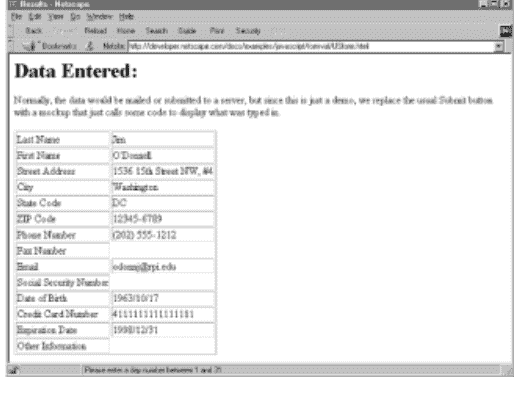 Results - Netscape
File Edit View Go Window Help
Back Reload Home Search Guide Print Security
Bookmarks Netsite: http://developer.netscape.com/docs/examples/javascript/formval/USform.html
Data Entered:
Normally, the data would be mailed or submitted to a server, but since this is just a demo, we replace the usual Submit button
with a mockup that just calls some code to display what was typed in.
Last Name Jim
First Name O'Donnell
Street Address 1536 15th Street NW, #4
City Washington
State Code DC
ZIP Code 12345-6789
Phone Number (202) 555-1212
Fax Number
Email odonnj@rpi.edu
Social Security Number
Date of Birth 1963/10/17
Credit Card Number 4111111111111111
Expiration Date 1998/12/31
Other Information
Please enter a day number between 1 and 31